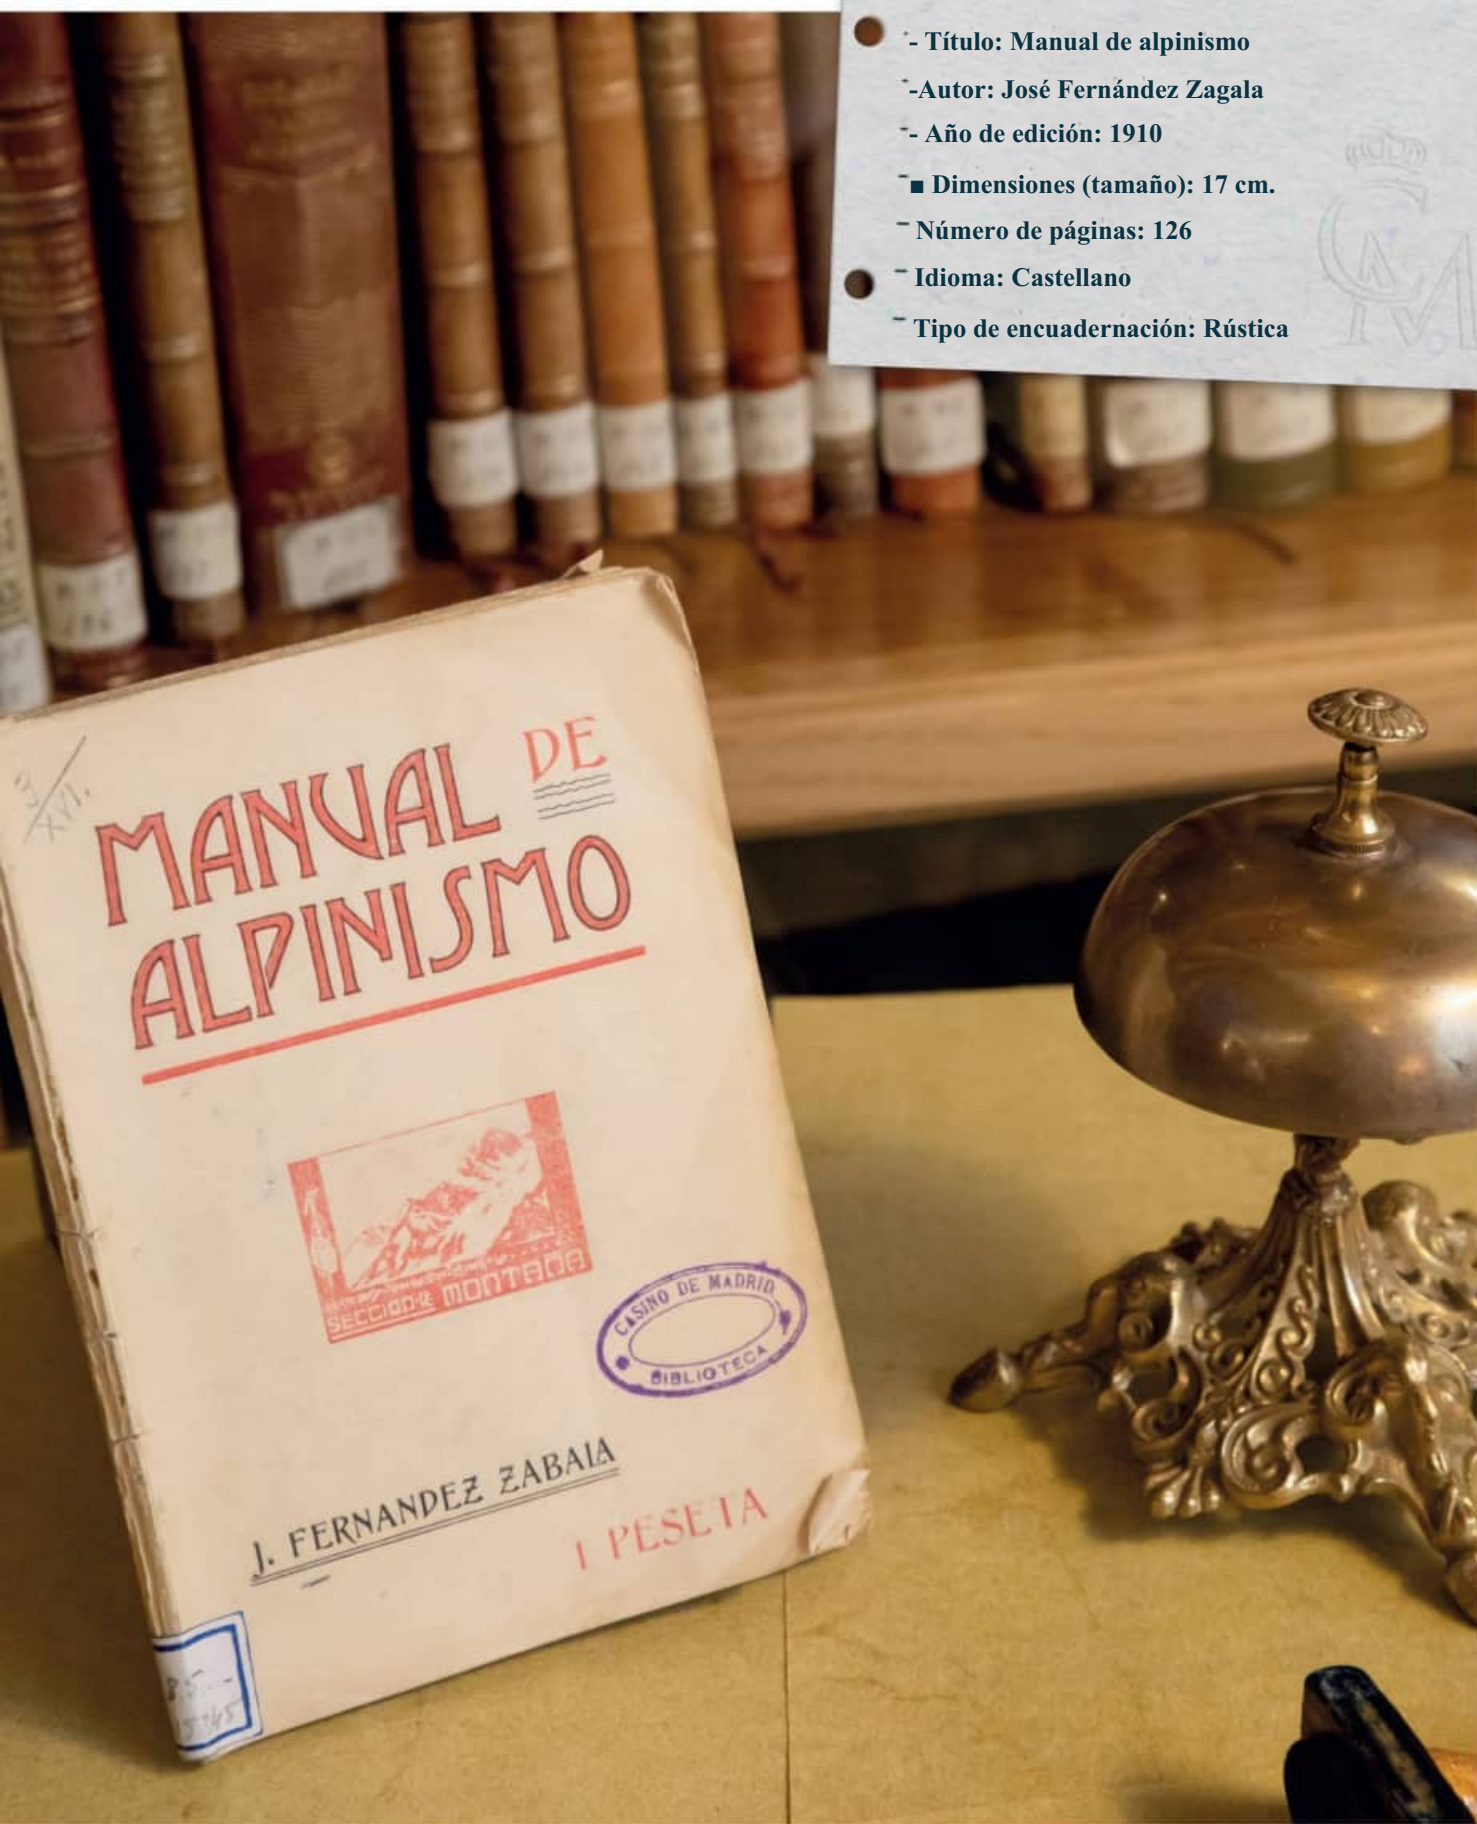 - Título: Manual de alpinismo
-Autor: José Fernández Zagala
- Año de edición: 1910
■ Dimensiones (tamaño): 17 cm.
Número de páginas: 126
Idioma: Castellano
Tipo de encuadernación: Rústica
MANUAL DE
ALPINISMO
SECCION DE MONTAÑA
CASINO DE MADRID
BIBLIOTECA
J. FERNANDEZ ZABALA
1 PESETA